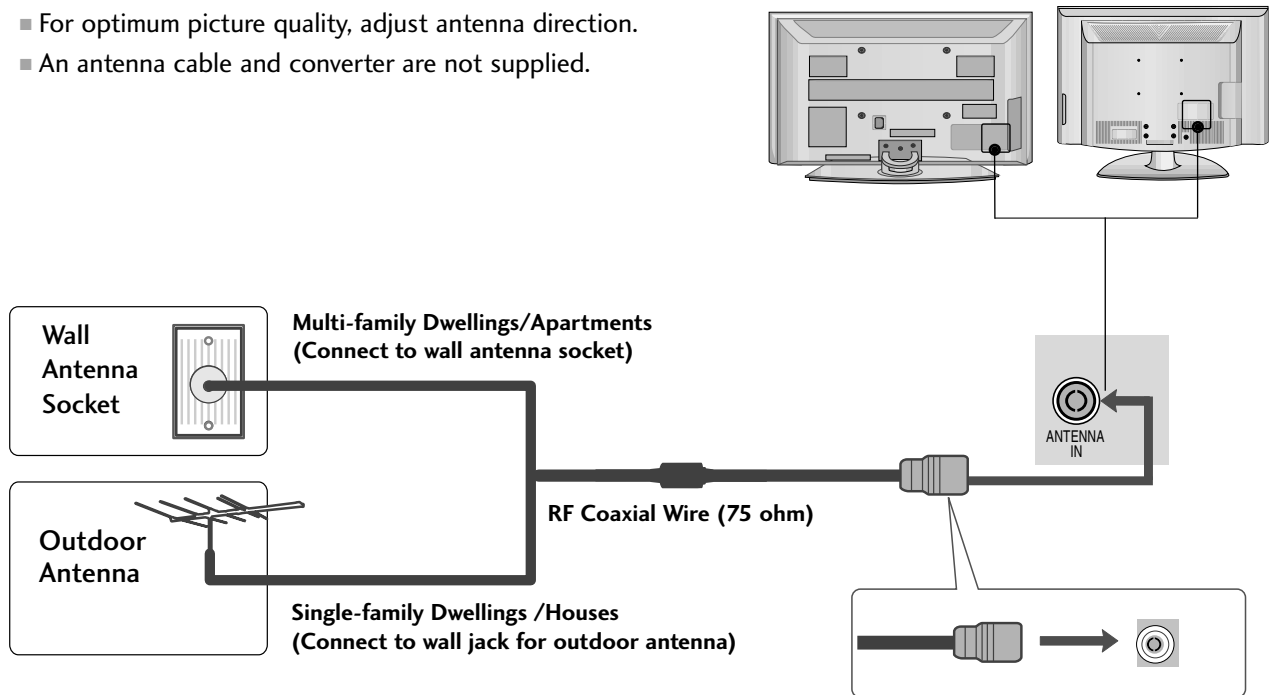 ■ For optimum picture quality, adjust antenna direction.
■ An antenna cable and converter are not supplied.
Wall
Antenna
Socket
Multi-family Dwellings/Apartments
(Connect to wall antenna socket)
ANTENNA
IN
RF Coaxial Wire (75 ohm)
Outdoor
Antenna
Single-family Dwellings /Houses
(Connect to wall jack for outdoor antenna)